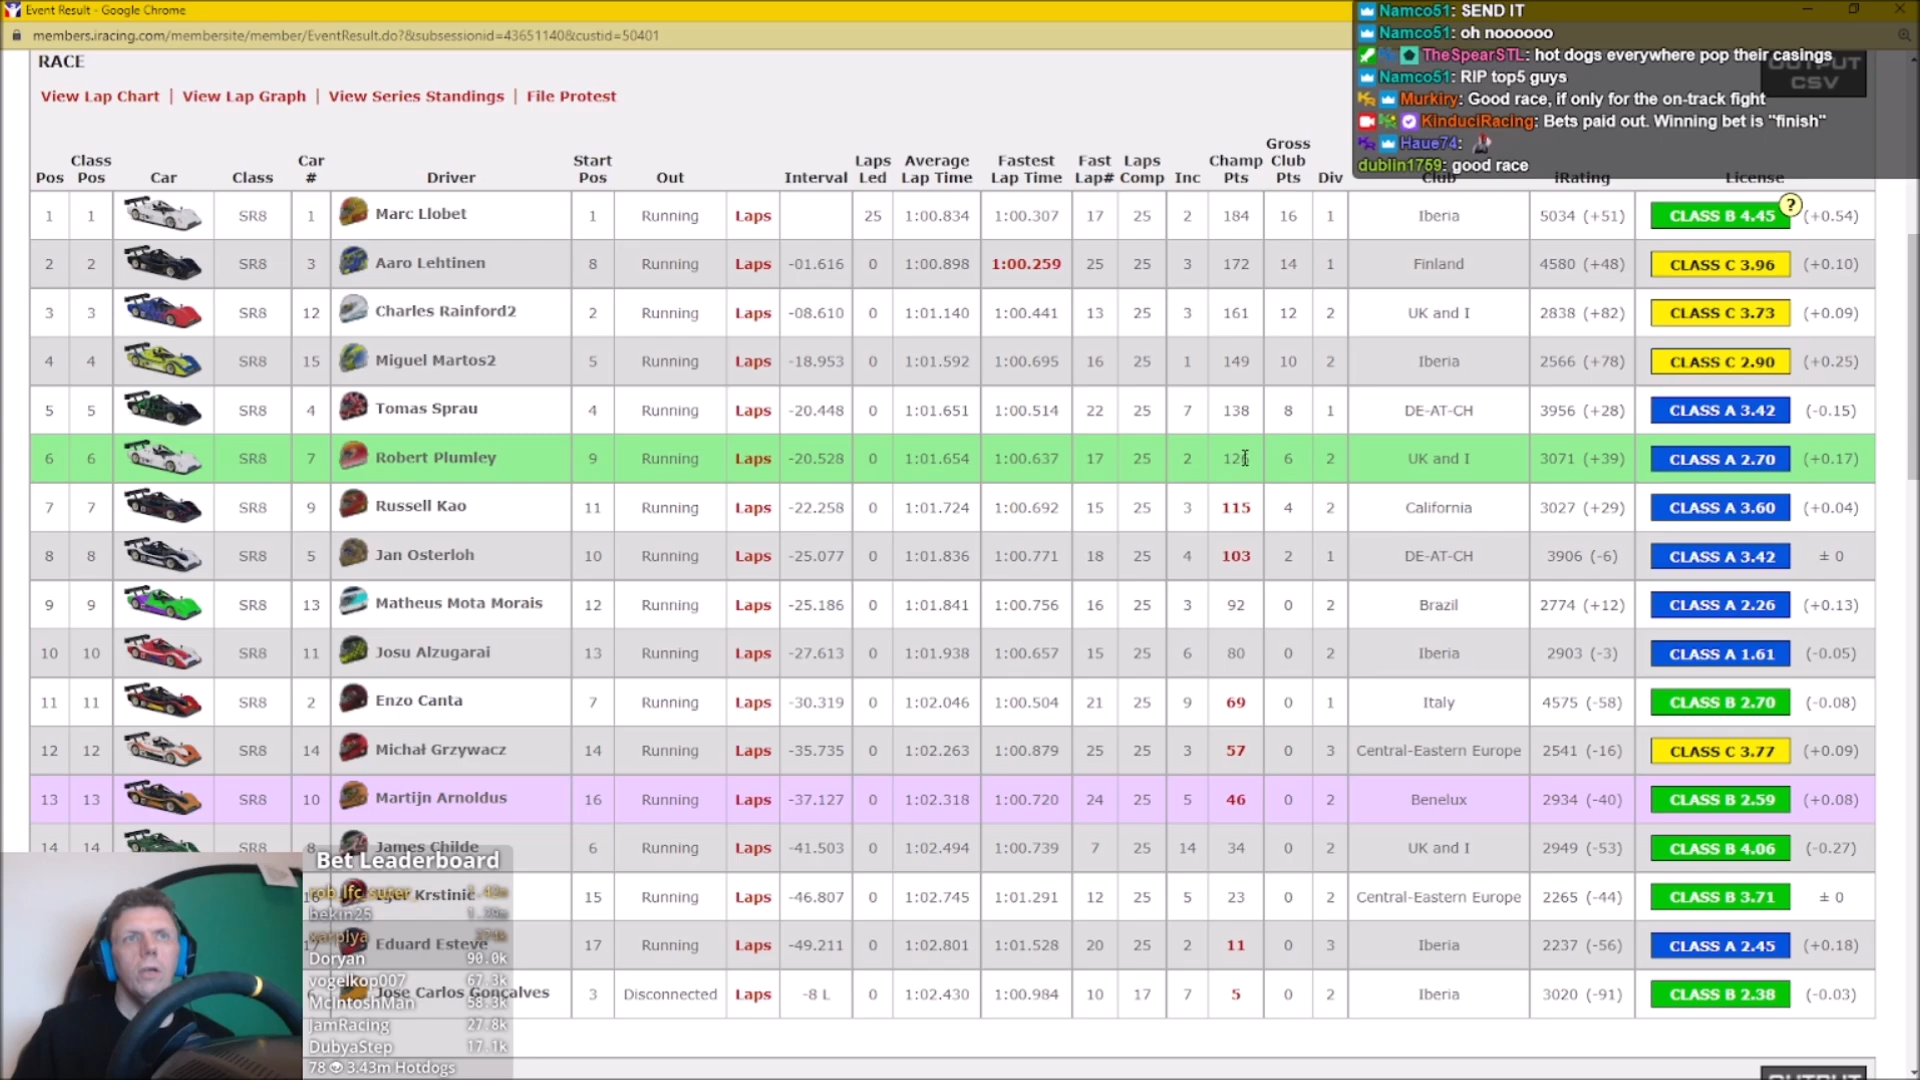 Event Result - Google Chrome
members.iracing.com/membersite/member/EventResult.do?&subsessionid=43651140&custid=50401
Namco51: SEND IT
Namco51: oh noooooo
TheSpearSTL: hot dogs everywhere pop their casings
Namco51: RIP top5 guys
Murkiry: Good race, if only for the on-track fight
KinduciRacing: Bets paid out. Winning bet is "finish"
Haue74:
dublin1759: good race
RACE
OUTPUT CSV
View Lap Chart | View Lap Graph | View Series Standings | File Protest
Pos Class Pos Car Class Car # Driver Start Pos Out Interval Laps Led Average Lap Time Fastest Lap Time Fast Lap# Laps Comp Inc Champ Pts Gross Club Pts Div Club iRating License
1 1 SR8 1 Marc Llobet 1 Running Laps 25 1:00.834 1:00.307 17 25 2 184 16 1 Iberia 5034 (+51) CLASS B 4.45 ? (+0.54)
2 2 SR8 3 Aaro Lehtinen 8 Running Laps -01.616 0 1:00.898 1:00.259 25 25 3 172 14 1 Finland 4580 (+48) CLASS C 3.96 (+0.10)
3 3 SR8 12 Charles Rainford2 2 Running Laps -08.610 0 1:01.140 1:00.441 13 25 3 161 12 2 UK and I 2838 (+82) CLASS C 3.73 (+0.09)
4 4 SR8 15 Miguel Martos2 5 Running Laps -18.953 0 1:01.592 1:00.695 16 25 1 149 10 2 Iberia 2566 (+78) CLASS C 2.90 (+0.25)
5 5 SR8 4 Tomas Sprau 4 Running Laps -20.448 0 1:01.651 1:00.514 22 25 7 138 8 1 DE-AT-CH 3956 (+28) CLASS A 3.42 (-0.15)
6 6 SR8 7 Robert Plumley 9 Running Laps -20.528 0 1:01.654 1:00.637 17 25 2 6 2 UK and I 3071 (+39) CLASS A 2.70 (+0.17)
7 7 SR8 9 Russell Kao 11 Running Laps -22.258 0 1:01.724 1:00.692 15 25 3 115 4 2 California 3027 (+29) CLASS A 3.60 (+0.04)
8 8 SR8 5 Jan Osterloh 10 Running Laps -25.077 0 1:01.836 1:00.771 18 25 4 103 2 1 DE-AT-CH 3906 (-6) CLASS A 3.42 ± 0
9 9 SR8 13 Matheus Mota Morais 12 Running Laps -25.186 0 1:01.841 1:00.756 16 25 3 92 0 2 Brazil 2774 (+12) CLASS A 2.26 (+0.13)
10 10 SR8 11 Josu Alzugarai 13 Running Laps -27.613 0 1:01.938 1:00.657 15 25 6 80 0 2 Iberia 2903 (-3) CLASS A 1.61 (-0.05)
11 11 SR8 2 Enzo Canta 7 Running Laps -30.319 0 1:02.046 1:00.504 21 25 9 69 0 1 Italy 4575 (-58) CLASS B 2.70 (-0.08)
12 12 SR8 14 Michał Grzywacz 14 Running Laps -35.735 0 1:02.263 1:00.879 25 25 3 57 0 3 Central-Eastern Europe 2541 (-16) CLASS C 3.77 (+0.09)
13 13 SR8 10 Martijn Arnoldus 16 Running Laps -37.127 0 1:02.318 1:00.720 24 25 5 46 0 2 Benelux 2934 (-40) CLASS B 2.59 (+0.08)
14 14 SR8 8 James Childe 6 Running Laps -41.503 0 1:02.494 1:00.739 7 25 14 34 0 2 UK and I 2949 (-53) CLASS B 4.06 (-0.27)
Krstinic 15 Running Laps -46.807 0 1:02.745 1:01.291 12 25 5 23 0 2 Central-Eastern Europe 2265 (-44) CLASS B 3.71 ± 0
Eduard Esteve 17 Running Laps -49.211 0 1:02.801 1:01.528 20 25 2 11 0 3 Iberia 2237 (-56) CLASS A 2.45 (+0.18)
Jose Carlos Gonçalves 3 Disconnected Laps -8 L 0 1:02.430 1:00.984 10 17 7 5 0 2 Iberia 3020 (-91) CLASS B 2.38 (-0.03)
Bet Leaderboard
bekin25
xarpiya
Doryan 90.0k
vogelkop007 67.3k
McIntoshMan 58.3k
JamRacing 27.8k
DubyaStep 17.1k
78 3.43m Hotdogs